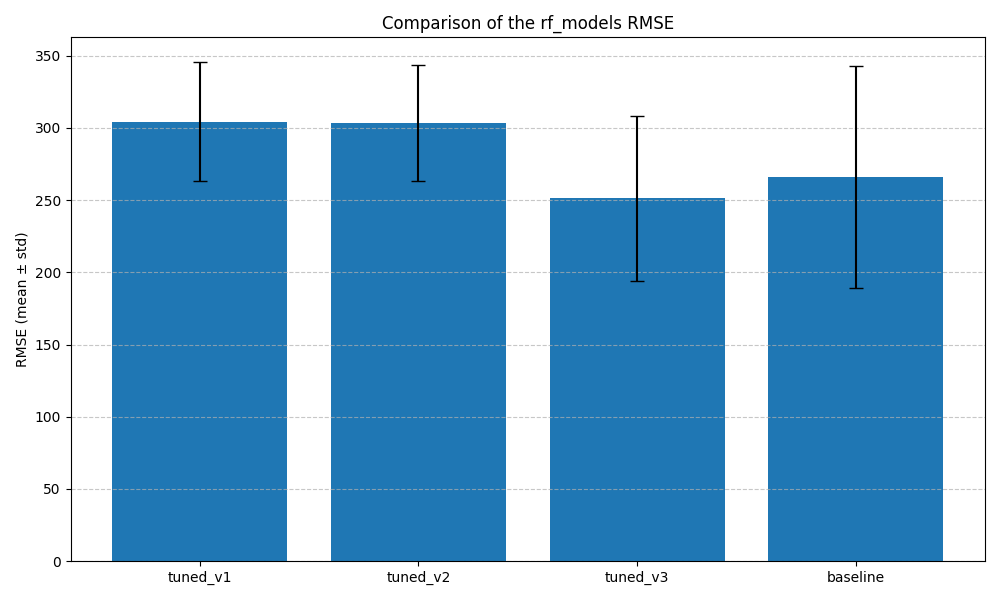 Comparison of the rf_models RMSE
RMSE (mean ± std)
350
300
250
200
150
100
50
0
tuned_v1 tuned_v2 tuned_v3 baseline